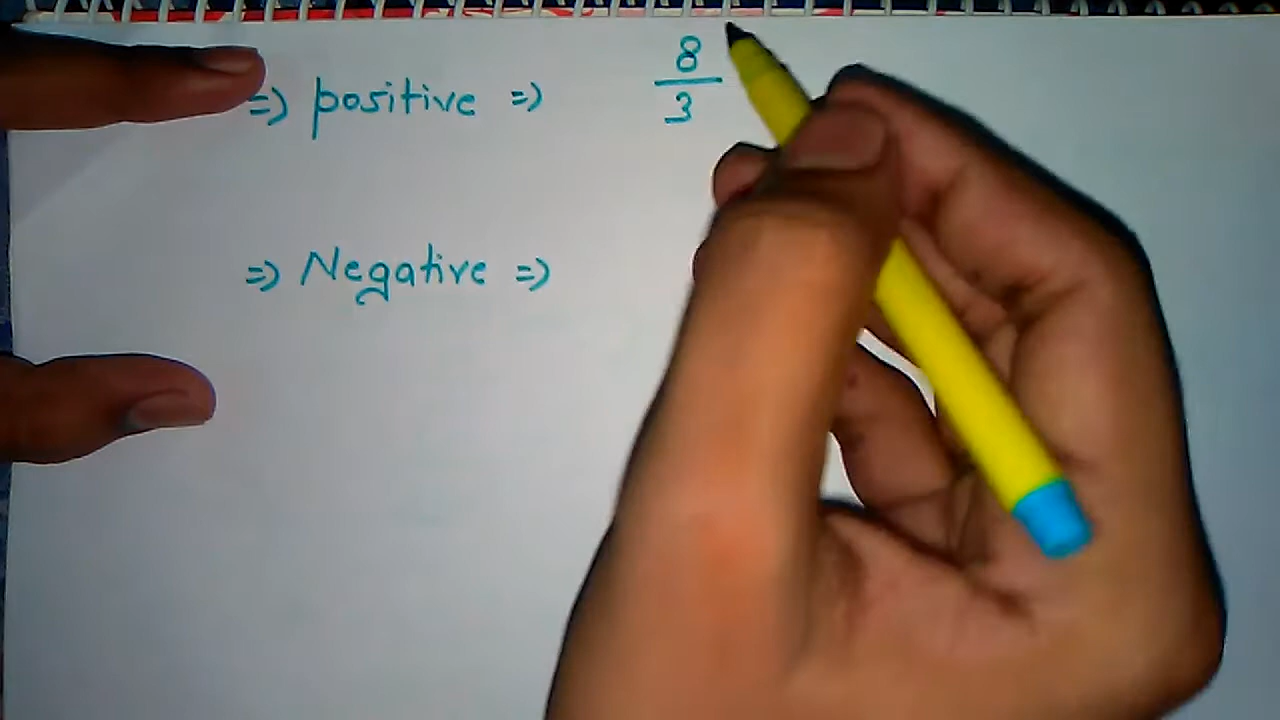 => positive => 8/3
=> Negative =>